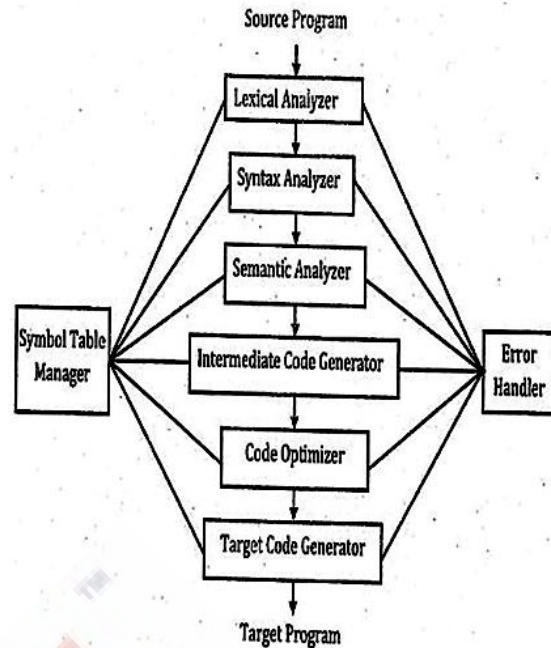 Source Program
Lexical Analyzer
Syntax Analyzer
Semantic Analyzer
Symbol Table
Manager
Intermediate Code Generator
Error
Handler
Code Optimizer
Target Code Generator
Target Program